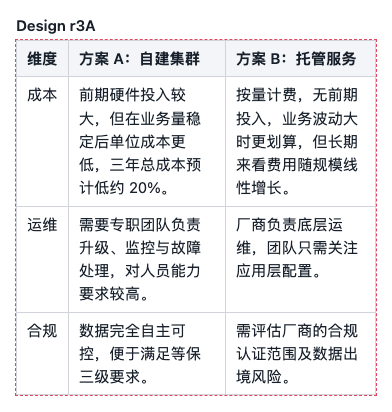 Design r3A
维度
方案 A：自建集群
方案 B：托管服务
成本
前期硬件投入较
大，但在业务量稳
定后单位成本更
低，三年总成本预
计低约 20%。
按量计费，无前期
投入，业务波动大
时更划算，但长期
来看费用随规模线
性增长。
运维
需要专职团队负责
升级、监控与故障
处理，对人员能力
要求较高。
厂商负责底层运
维，团队只需关注
应用层配置。
合规
数据完全自主可
控，便于满足等保
三级要求。
需评估厂商的合规
认证范围及数据出
境风险。